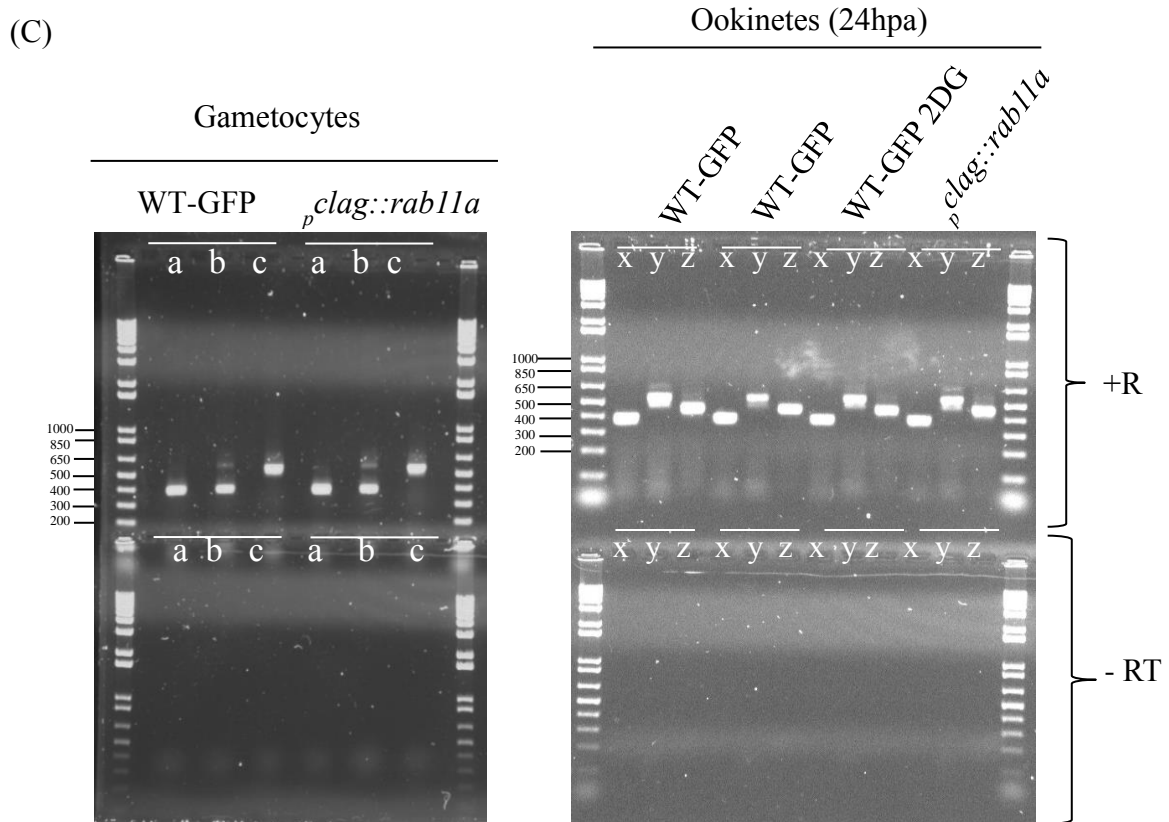 (C)
Gametocytes
WT-GFP pclag::rab11a
a b c a b c
1000
850
650
500
400
300
200
a b c a b c
Ookinetes (24hpa)
WT-GFP WT-GFP WT-GFP 2DG pclag::rab11a
x y z x y z x y z x y z
1000
850
650
500
400
300
200
x y z x y z x y z x y z
+R
- RT